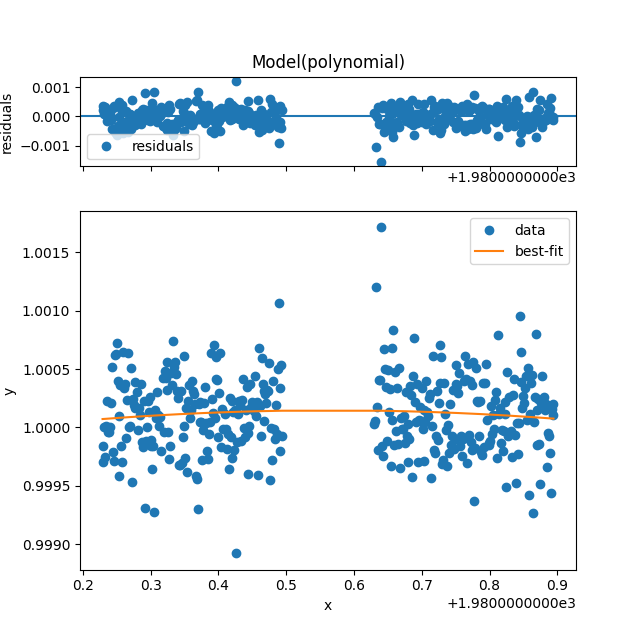 Model(polynomial)
residuals
0.001
0.000
−0.001
residuals
+1.9800000000e3
y
1.0015
1.0010
1.0005
1.0000
0.9995
0.9990
data
best-fit
0.2 0.3 0.4 0.5 0.6 0.7 0.8 0.9
x
+1.9800000000e3